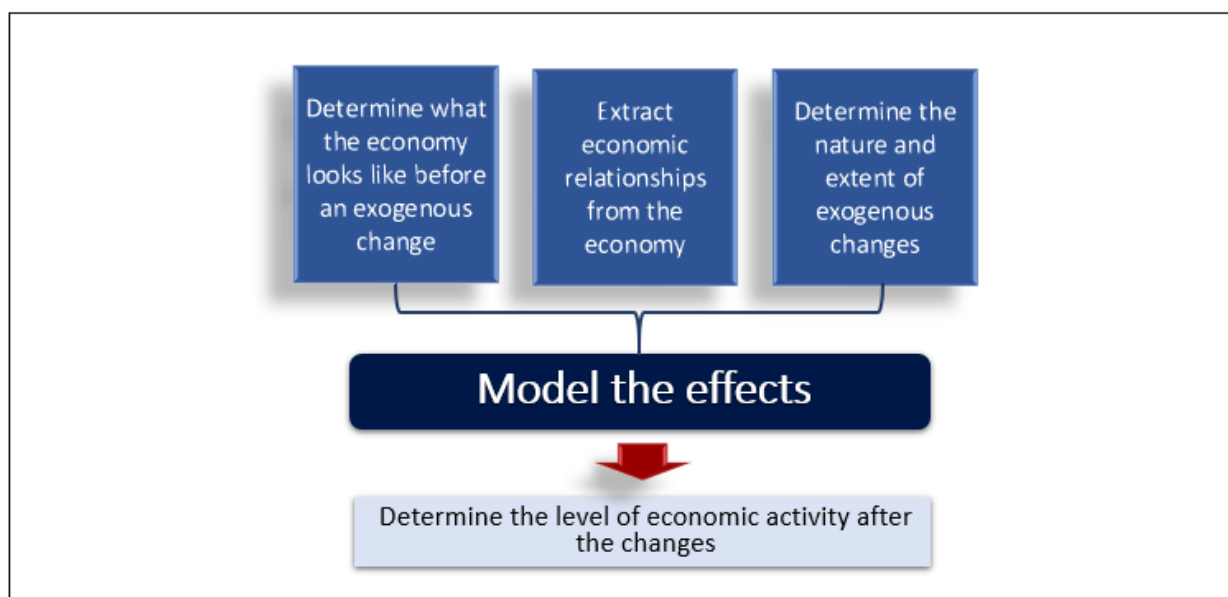 Determine what
the economy
looks like before
an exogenous
change
Extract
economic
relationships
from the
economy
Determine the
nature and
extent of
exogenous
changes
Model the effects
Determine the level of economic activity after
the changes